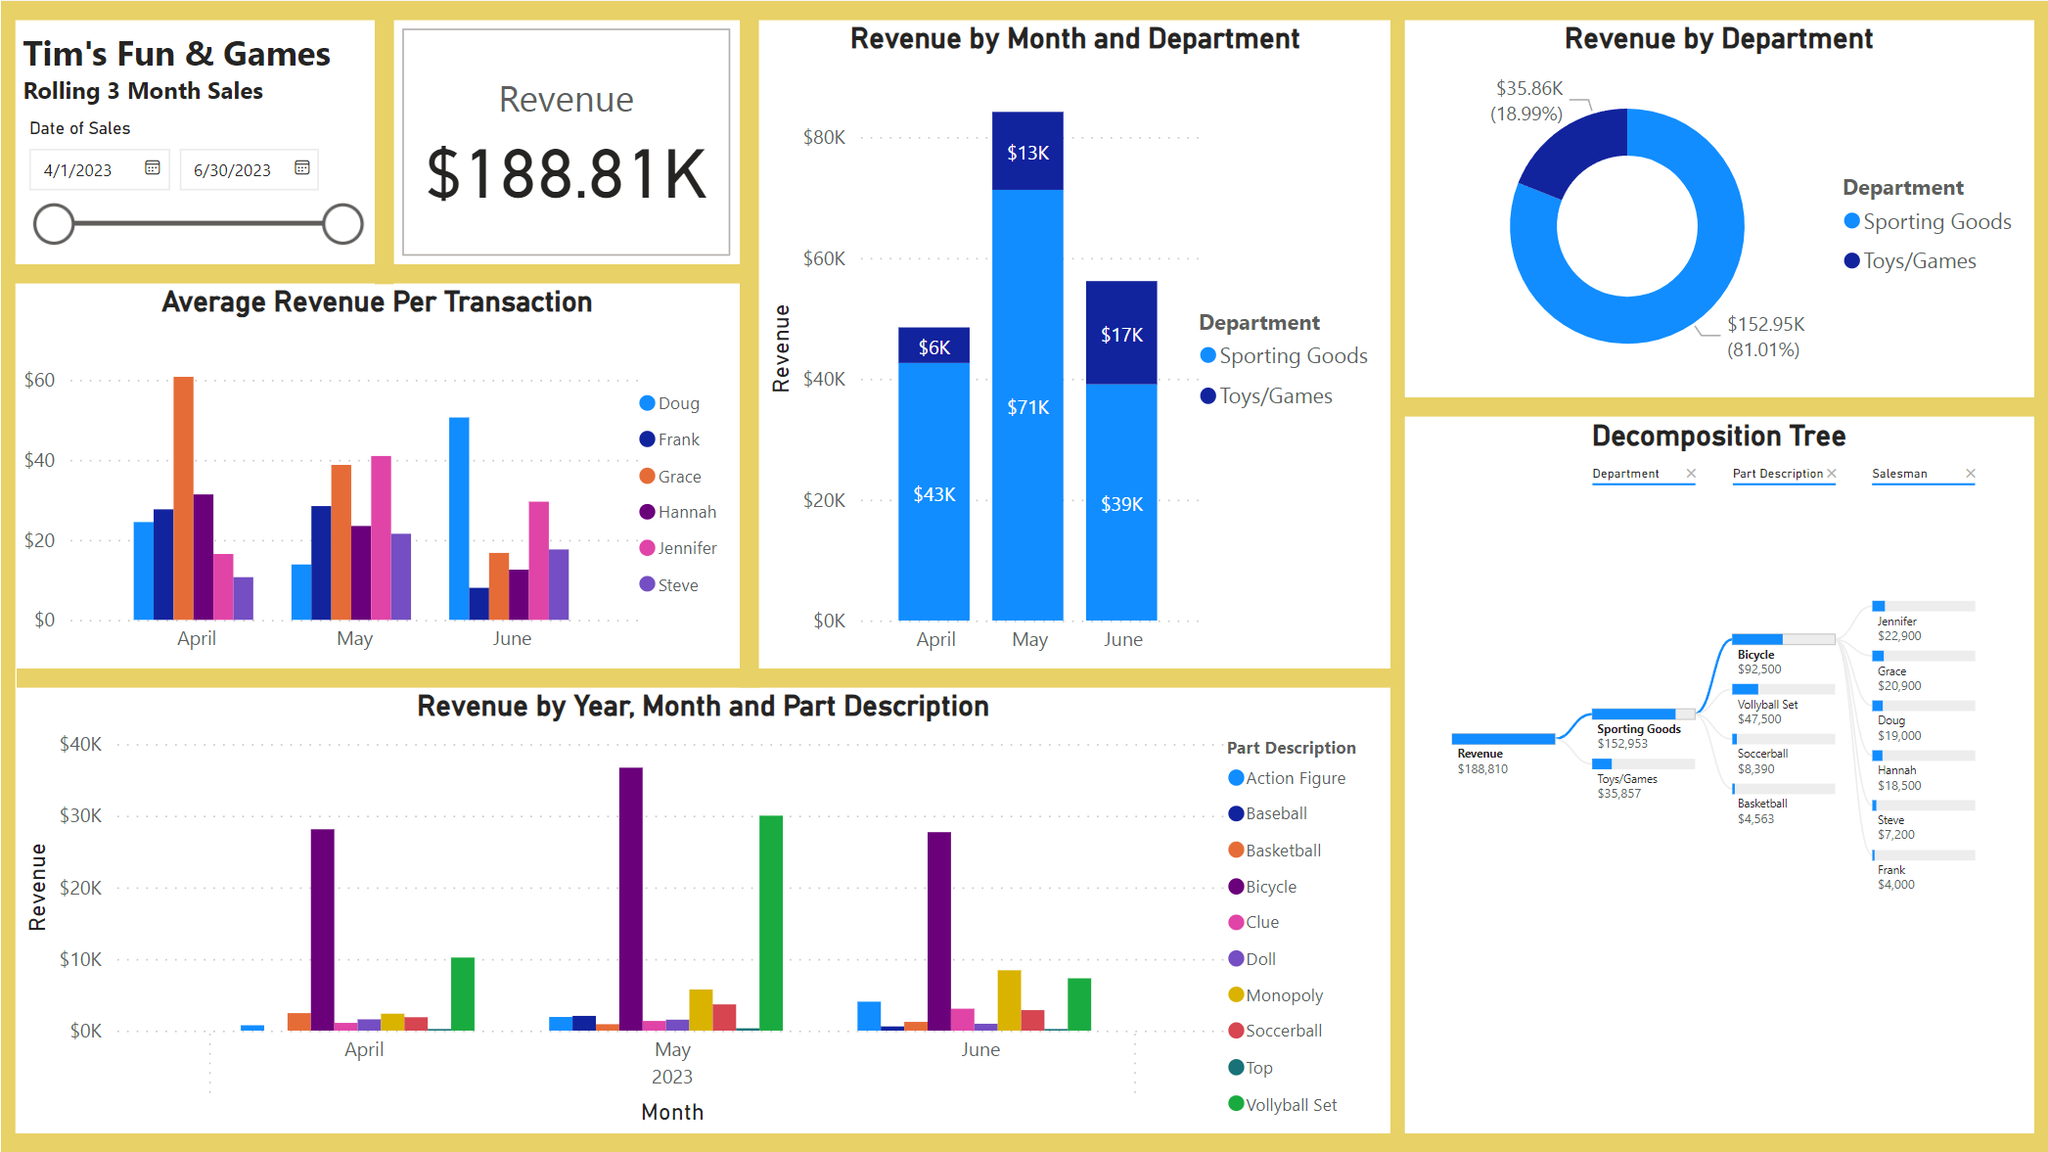 Tim's Fun & Games
Rolling 3 Month Sales
Date of Sales
4/1/2023
6/30/2023
Revenue
$188.81K
Average Revenue Per Transaction
$60
$40
$20
$0
April
May
June
Doug
Frank
Grace
Hannah
Jennifer
Steve
Revenue by Month and Department
Revenue
$80K
$60K
$40K
$20K
$0K
$6K
$43K
$13K
$71K
$17K
$39K
April
May
June
Department
Sporting Goods
Toys/Games
Revenue by Department
$35.86K
(18.99%)
$152.95K
(81.01%)
Department
Sporting Goods
Toys/Games
Revenue by Year, Month and Part Description
Revenue
$40K
$30K
$20K
$10K
$0K
April
May
June
2023
Month
Part Description
Action Figure
Baseball
Basketball
Bicycle
Clue
Doll
Monopoly
Soccerball
Top
Vollyball Set
Decomposition Tree
Department
Part Description
Salesman
Revenue
$188,810
Sporting Goods
$152,953
Toys/Games
$35,857
Bicycle
$92,500
Vollyball Set
$47,500
Soccerball
$8,390
Basketball
$4,563
Jennifer
$22,900
Grace
$20,900
Doug
$19,000
Hannah
$18,500
Steve
$7,200
Frank
$4,000